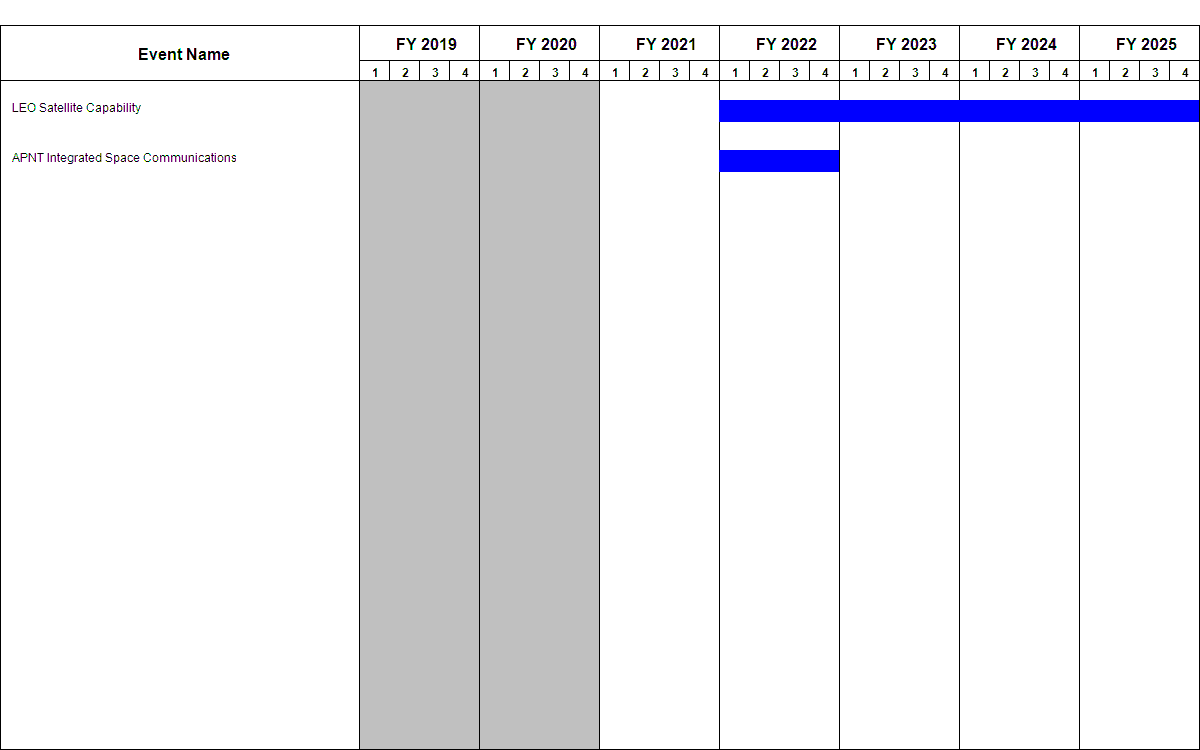 Event Name
FY 2019 FY 2020 FY 2021 FY 2022 FY 2023 FY 2024 FY 2025
1 2 3 4 1 2 3 4 1 2 3 4 1 2 3 4 1 2 3 4 1 2 3 4 1 2 3 4
LEO Satellite Capability
APNT Integrated Space Communications